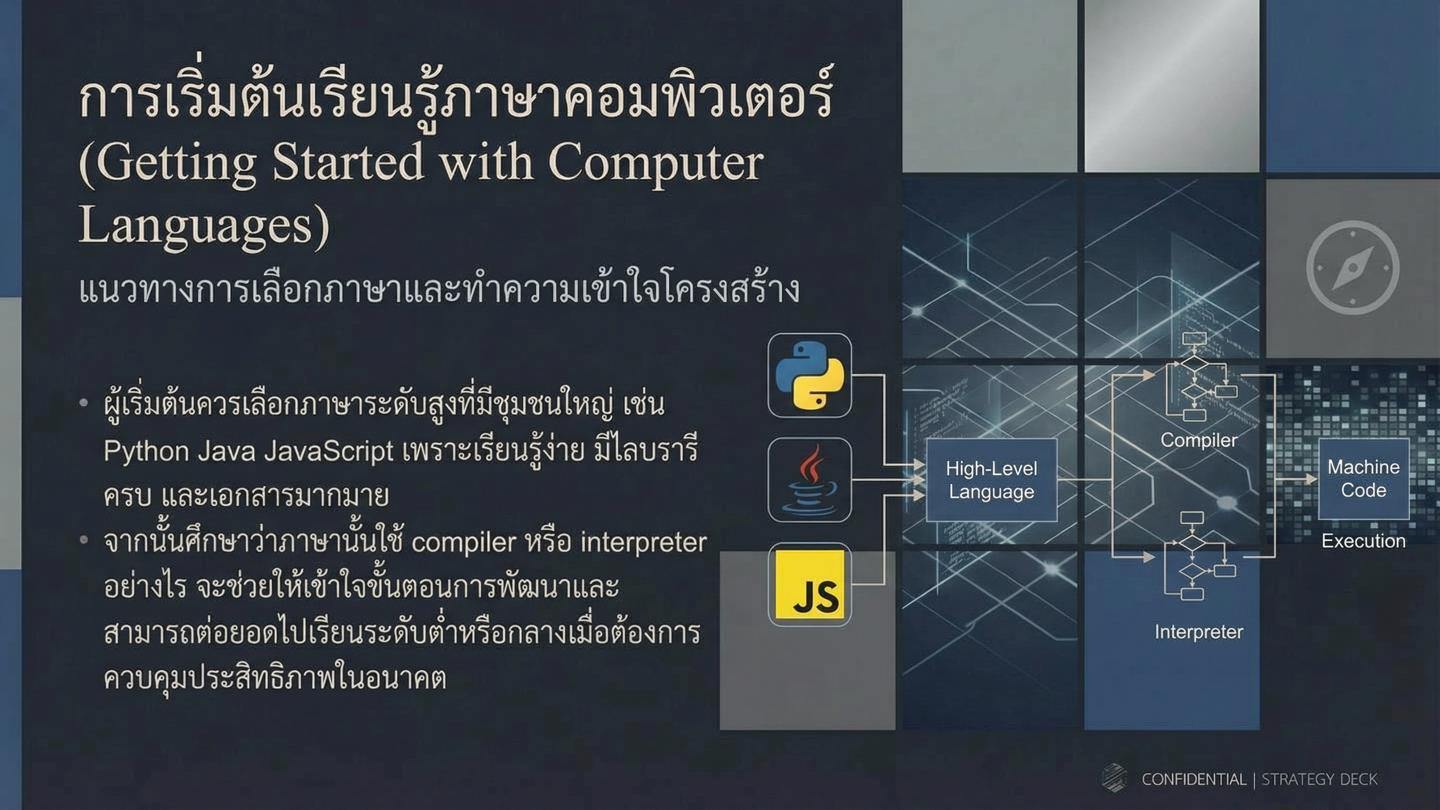 การเริ่มต้นเรียนรู้ภาษาคอมพิวเตอร์
(Getting Started with Computer
Languages)
แนวทางการเลือกภาษาและทำความเข้าใจโครงสร้าง
• ผู้เริ่มต้นควรเลือกภาษาระดับสูงที่มีชุมชนใหญ่ เช่น
Python Java JavaScript เพราะเรียนรู้ง่าย มีไลบรารี
ครบ และเอกสารมากมาย
• จากนั้นศึกษาว่าภาษานั้นใช้ compiler หรือ interpreter
อย่างไร จะช่วยให้เข้าใจขั้นตอนการพัฒนาและ
สามารถต่อยอดไปเรียนระดับต่ำหรือกลางเมื่อต้องการ
ควบคุมประสิทธิภาพในอนาคต
JS
High-Level
Language
Compiler
Interpreter
Machine
Code
Execution
CONFIDENTIAL | STRATEGY DECK